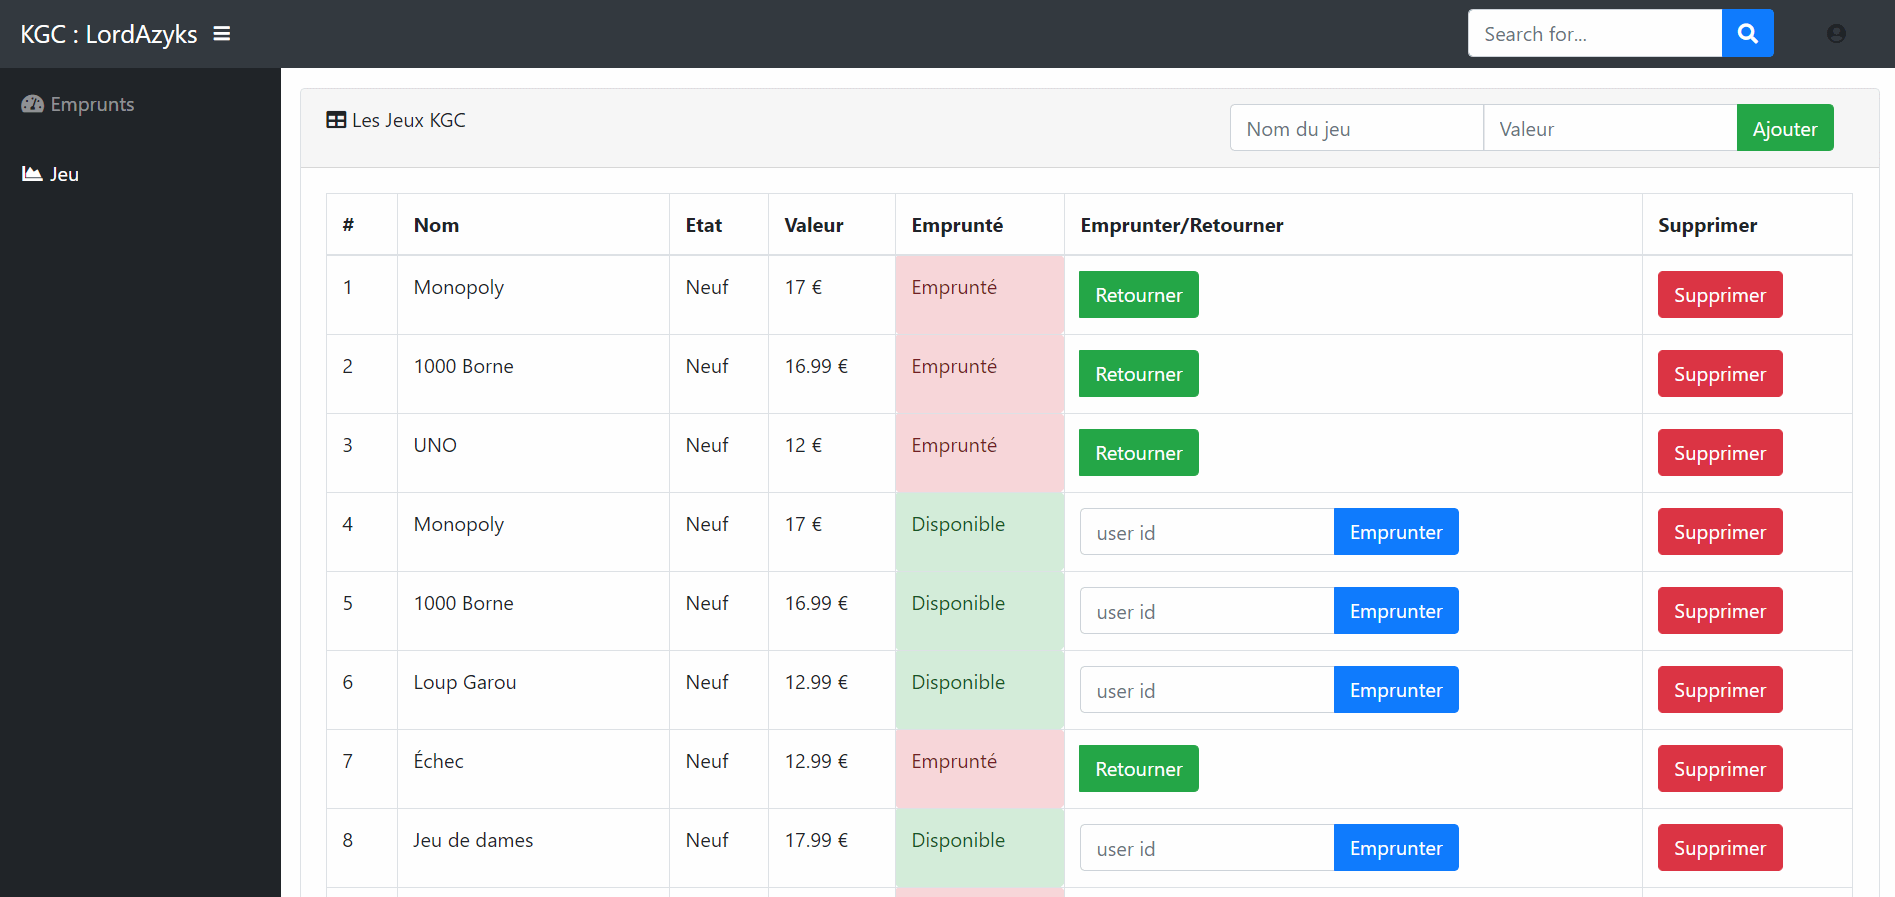 KGC : LordAzyks
Search for...
Emprunts
Jeu
Les Jeux KGC
Nom du jeu Valeur Ajouter
# Nom Etat Valeur Emprunté Emprunter/Retourner Supprimer
1 Monopoly Neuf 17 € Emprunté Retourner Supprimer
2 1000 Borne Neuf 16.99 € Emprunté Retourner Supprimer
3 UNO Neuf 12 € Emprunté Retourner Supprimer
4 Monopoly Neuf 17 € Disponible user id Emprunter Supprimer
5 1000 Borne Neuf 16.99 € Disponible user id Emprunter Supprimer
6 Loup Garou Neuf 12.99 € Disponible user id Emprunter Supprimer
7 Échec Neuf 12.99 € Emprunté Retourner Supprimer
8 Jeu de dames Neuf 17.99 € Disponible user id Emprunter Supprimer